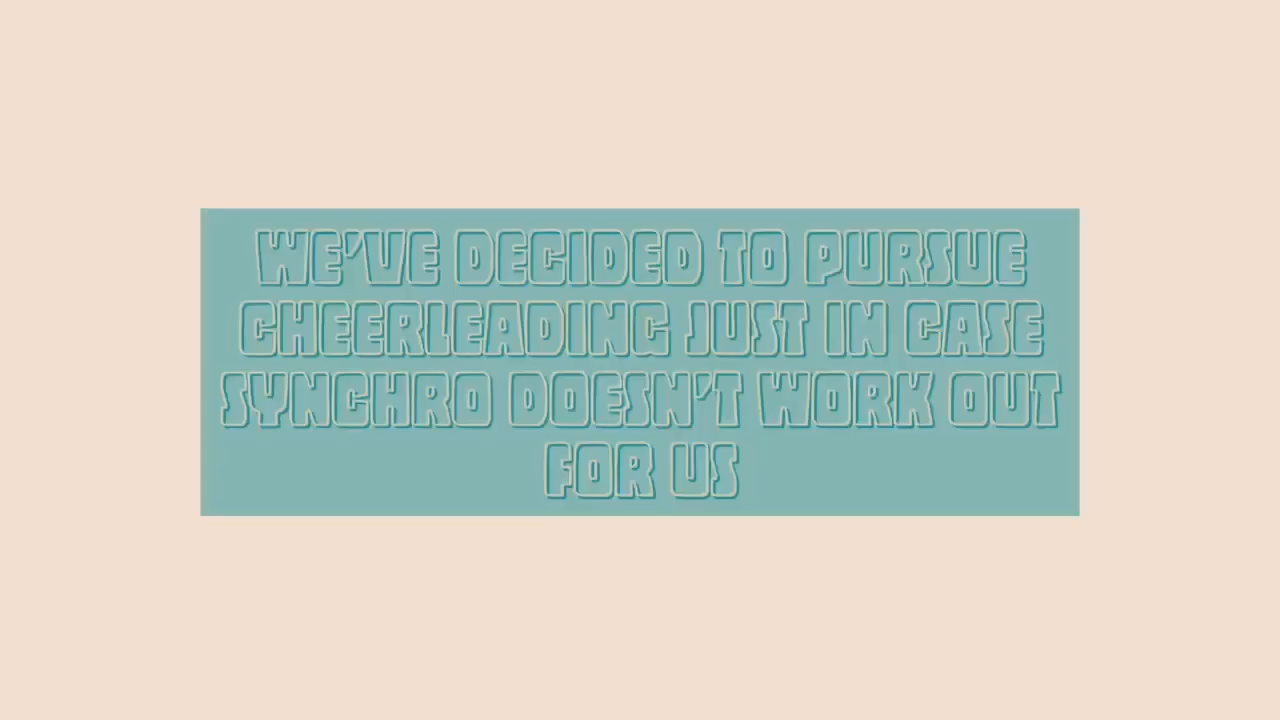 WE'VE DECIDED TO PURSUE
CHEERLEADING JUST IN CASE
SYNCHRO DOESN'T WORK OUT
FOR US